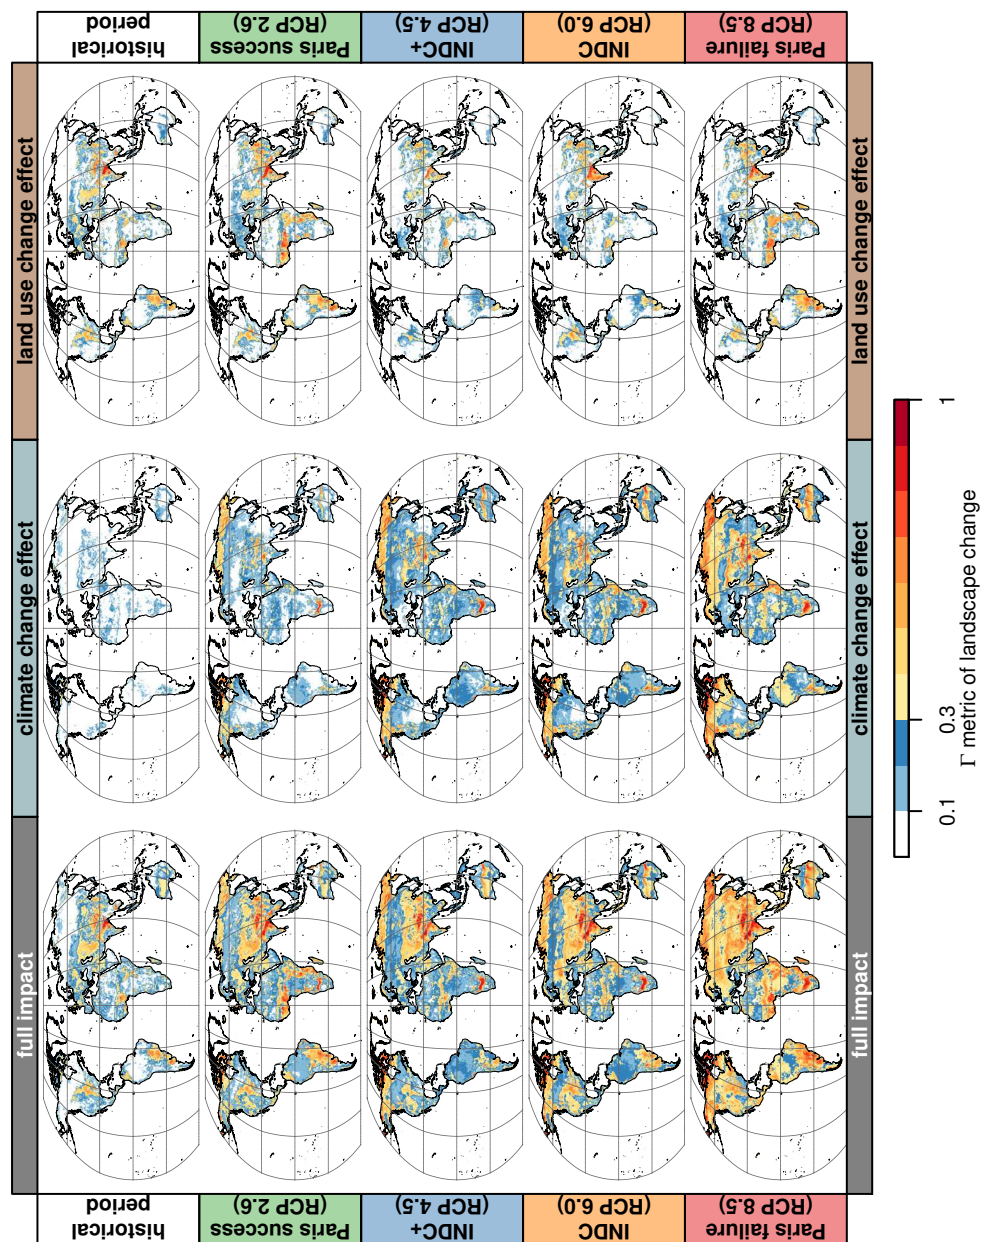 full impact
climate change effect
land use change effect
historical
period
Paris success
(RCP 2.6)
INDC+
(RCP 4.5)
INDC
(RCP 6.0)
Paris failure
(RCP 8.5)
historical
period
Paris success
(RCP 2.6)
INDC+
(RCP 4.5)
INDC
(RCP 6.0)
Paris failure
(RCP 8.5)
full impact
climate change effect
land use change effect
0.1
0.3
1
Γ metric of landscape change